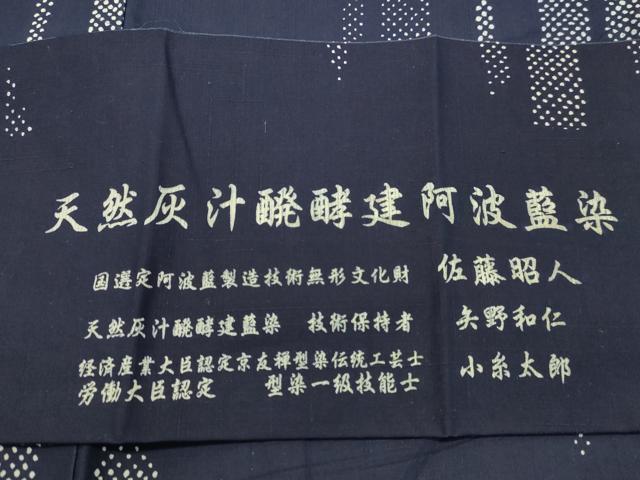 天然灰汁醗酵建阿波藍染
国選定阿波藍製造技術無形文化財 佐藤昭人
天然灰汁醗酵建藍染 技術保持者 矢野和仁
経済産業大臣認定京友禅型染伝統工芸士
労働大臣認定 型染一級技能士 小糸太郎